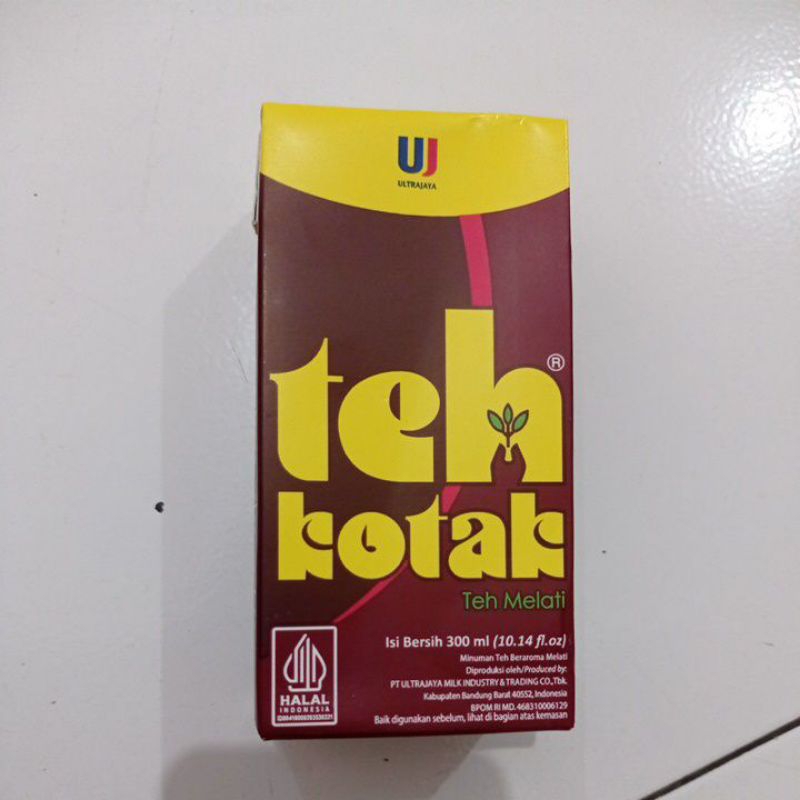 UJ
ULTRAJAYA
teh®
kotak
Teh Melati
Isi Bersih 300 ml (10.14 fl.oz)
Minuman Teh Beraroma Melati
Diproduksi oleh/Produced by:
PT ULTRAJAYA MILK INDUSTRY & TRADING CO.,Tbk.
Kabupaten Bandung Barat 40552, Indonesia
BPOM RI MD. 468310006129
Baik digunakan sebelum, lihat di bagian atas kemasan
HALAL
INDONESIA